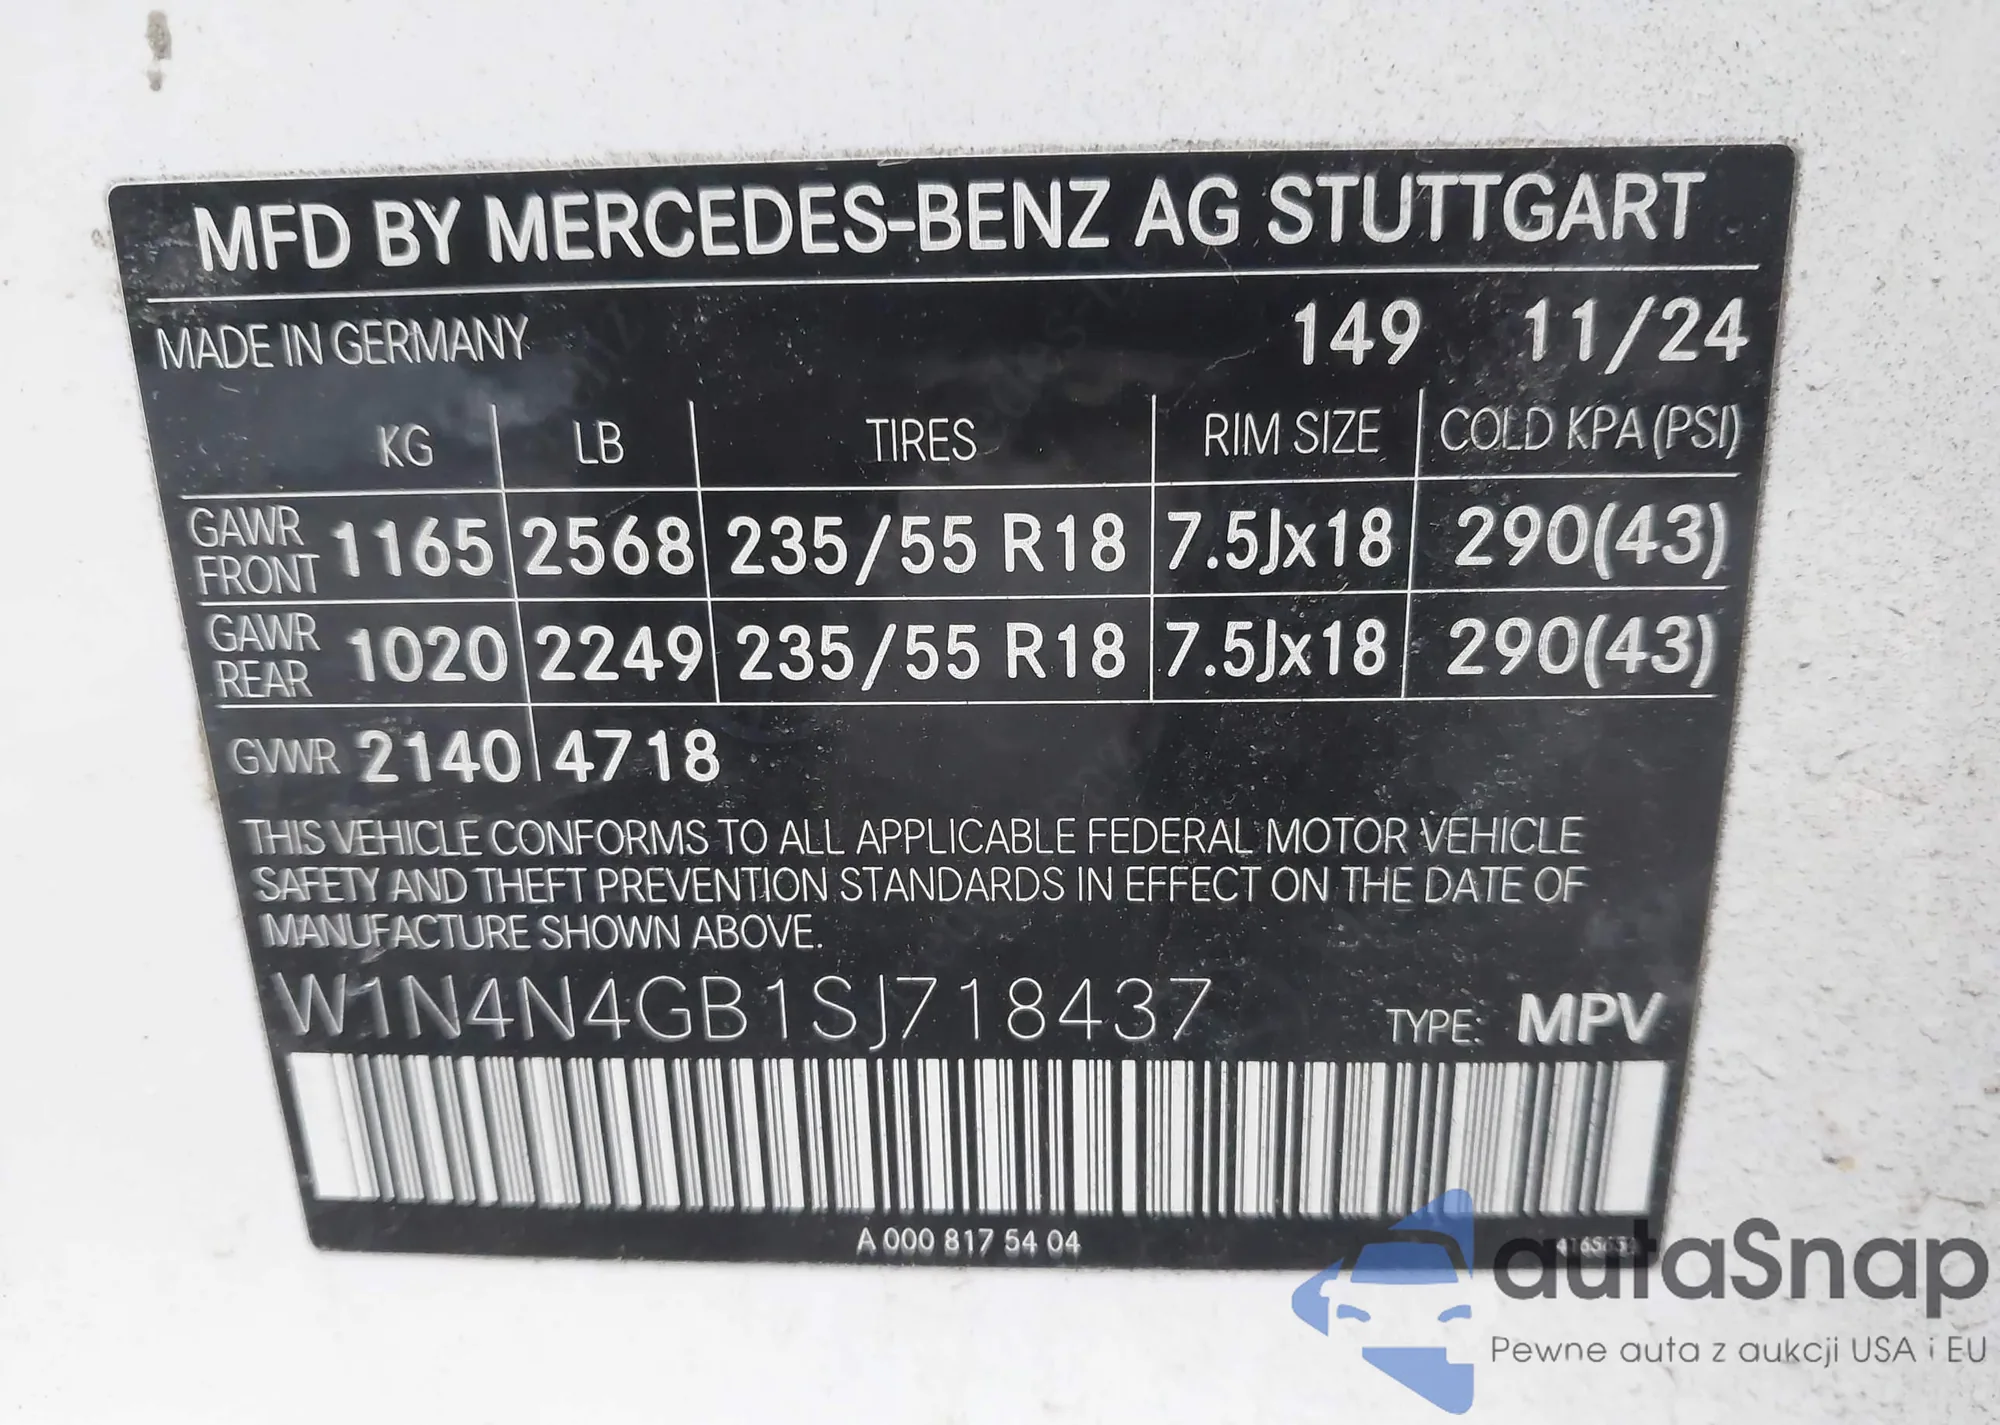 MFD BY MERCEDES-BENZ AG STUTTGART
MADE IN GERMANY 149 11/24
KG LB TIRES RIM SIZE COLD KPA (PSI)
GAWR FRONT 1165 2568 235/55 R18 7.5Jx18 290(43)
GAWR REAR 1020 2249 235/55 R18 7.5Jx18 290(43)
GVWR 2140 4718
THIS VEHICLE CONFORMS TO ALL APPLICABLE FEDERAL MOTOR VEHICLE
SAFETY AND THEFT PREVENTION STANDARDS IN EFFECT ON THE DATE OF
MANUFACTURE SHOWN ABOVE.
W1N4N4GB1SJ718437 TYPE: MPV
A 000 817 54 04
autaSnap
Pewne auta z aukcji USA i EU